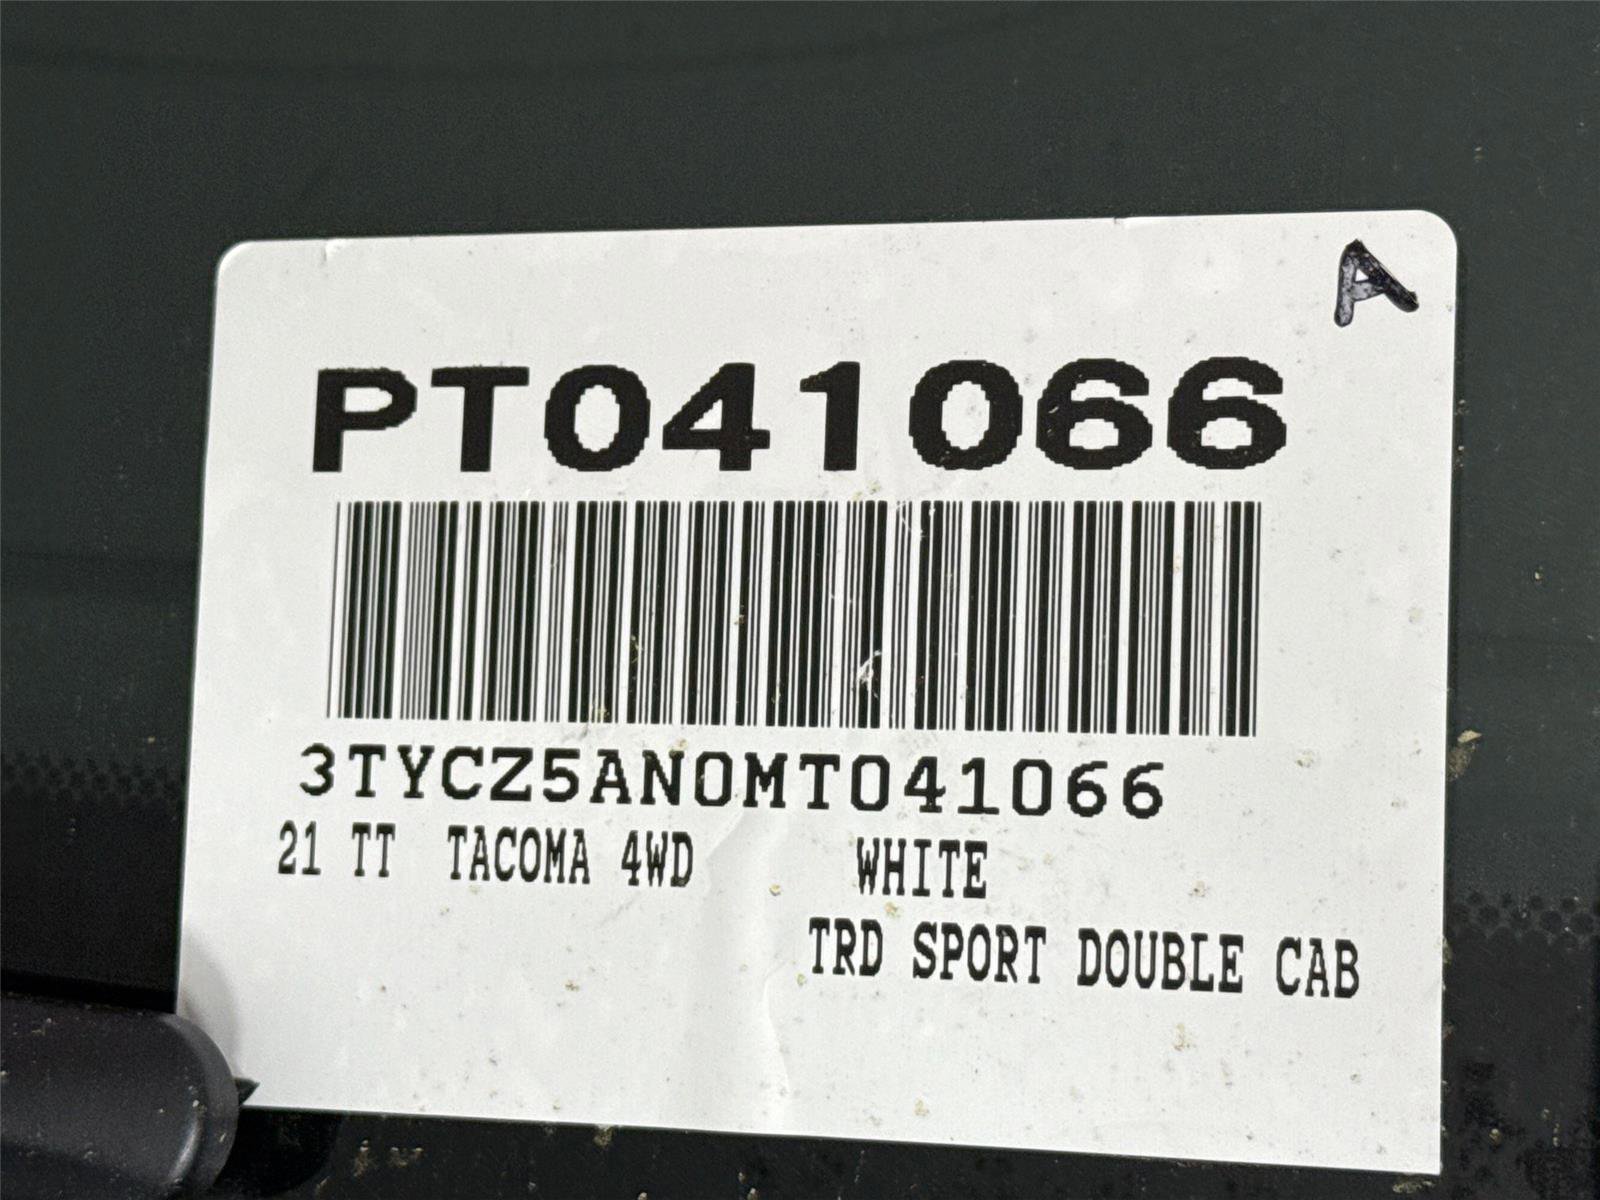 A
PT041066
3TYCZ5AN0MT041066
21 TT TACOMA 4WD WHITE
TRD SPORT DOUBLE CAB